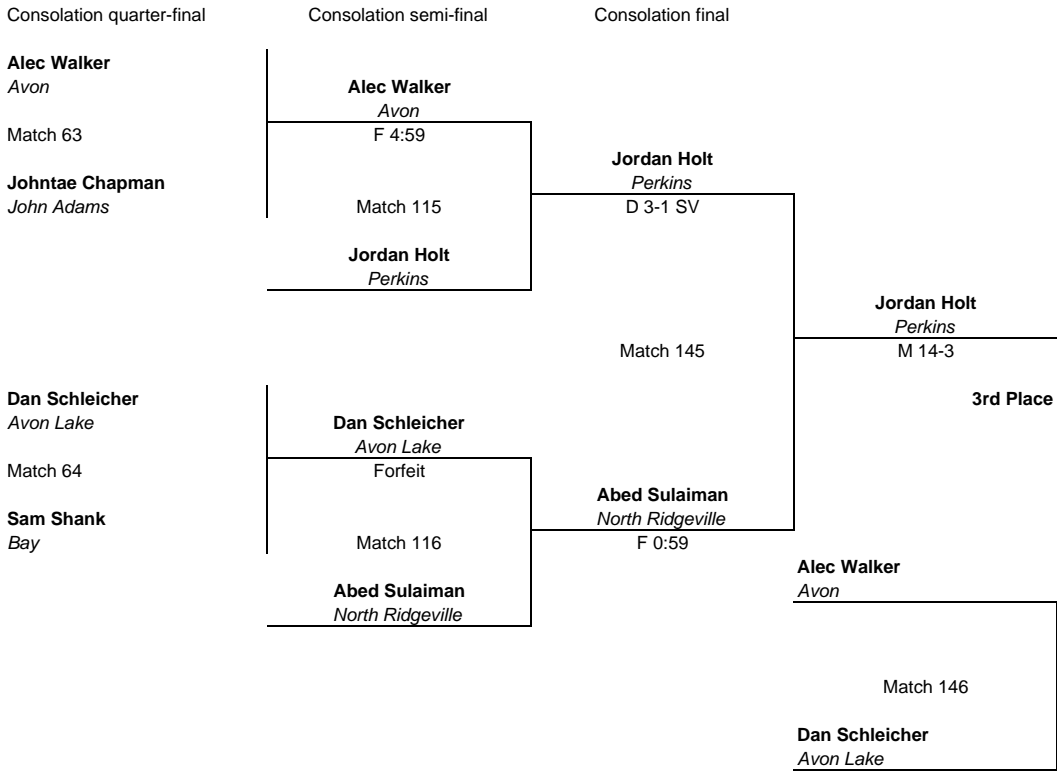 Consolation quarter-final
Consolation semi-final
Consolation final
Alec Walker
Avon
Match 63
Johntae Chapman
John Adams
Alec Walker
Avon
F 4:59
Match 115
Jordan Holt
Perkins
Jordan Holt
Perkins
D 3-1 SV
Match 145
Jordan Holt
Perkins
M 14-3
3rd Place
Dan Schleicher
Avon Lake
Match 64
Sam Shank
Bay
Dan Schleicher
Avon Lake
Forfeit
Match 116
Abed Sulaiman
North Ridgeville
Abed Sulaiman
North Ridgeville
F 0:59
Alec Walker
Avon
Match 146
Dan Schleicher
Avon Lake